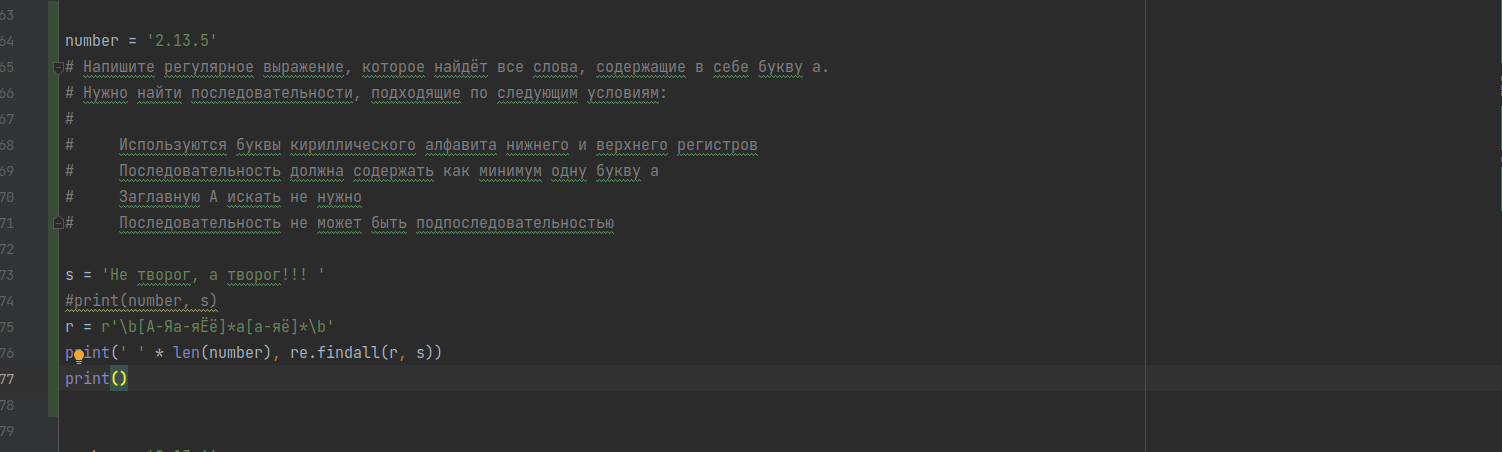 63
64 number = '2.13.5'
65 # Напишите регулярное выражение, которое найдёт все слова, содержащие в себе букву а.
66 # Нужно найти последовательности, подходящие по следующим условиям:
67 #
68 #     Используются буквы кириллического алфавита нижнего и верхнего регистров
69 #     Последовательность должна содержать как минимум одну букву а
70 #     Заглавную А искать не нужно
71 #     Последовательность не может быть подпоследовательностью
72
73 s = 'Не творог, а творог!!! '
74 #print(number, s)
75 r = r'\b[А-Яа-яЁё]*а[а-яё]*\b'
76 print(' ' * len(number), re.findall(r, s))
77 print()
78
79